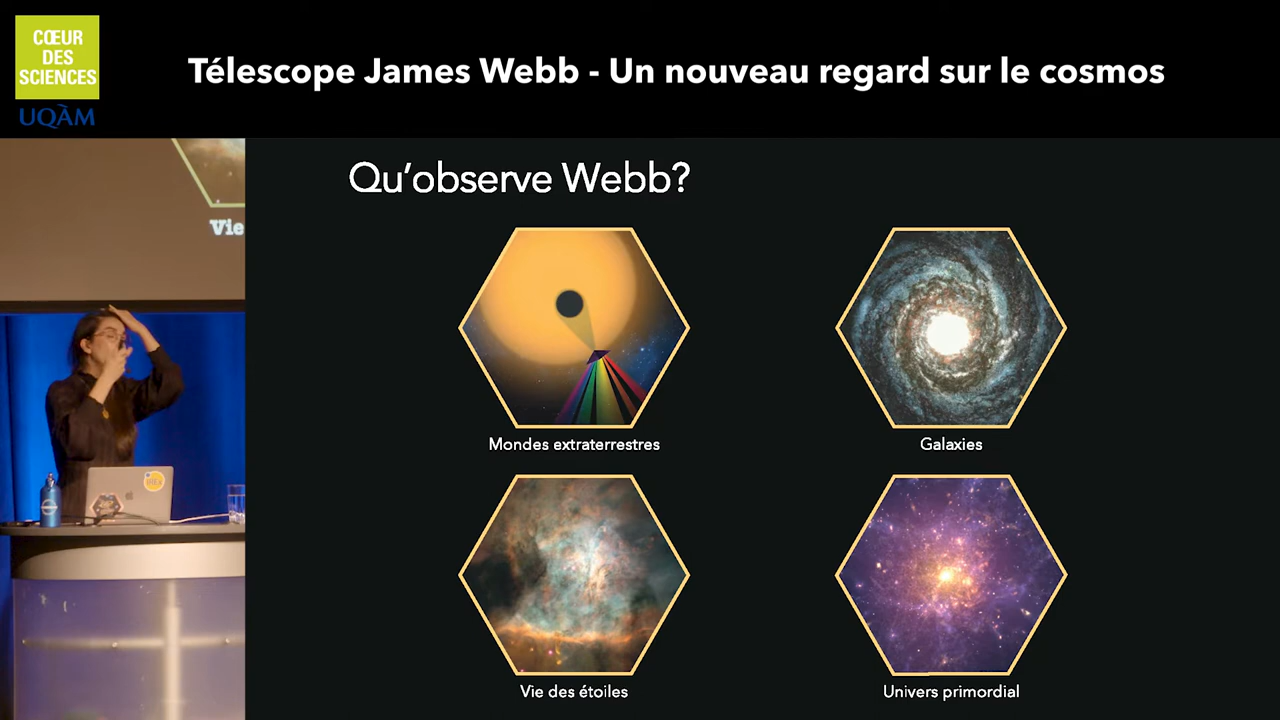 CŒUR
DES
SCIENCES
UQÀM
Télescope James Webb - Un nouveau regard sur le cosmos
Vie
Qu'observe Webb?
Mondes extraterrestres
Galaxies
Vie des étoiles
Univers primordial